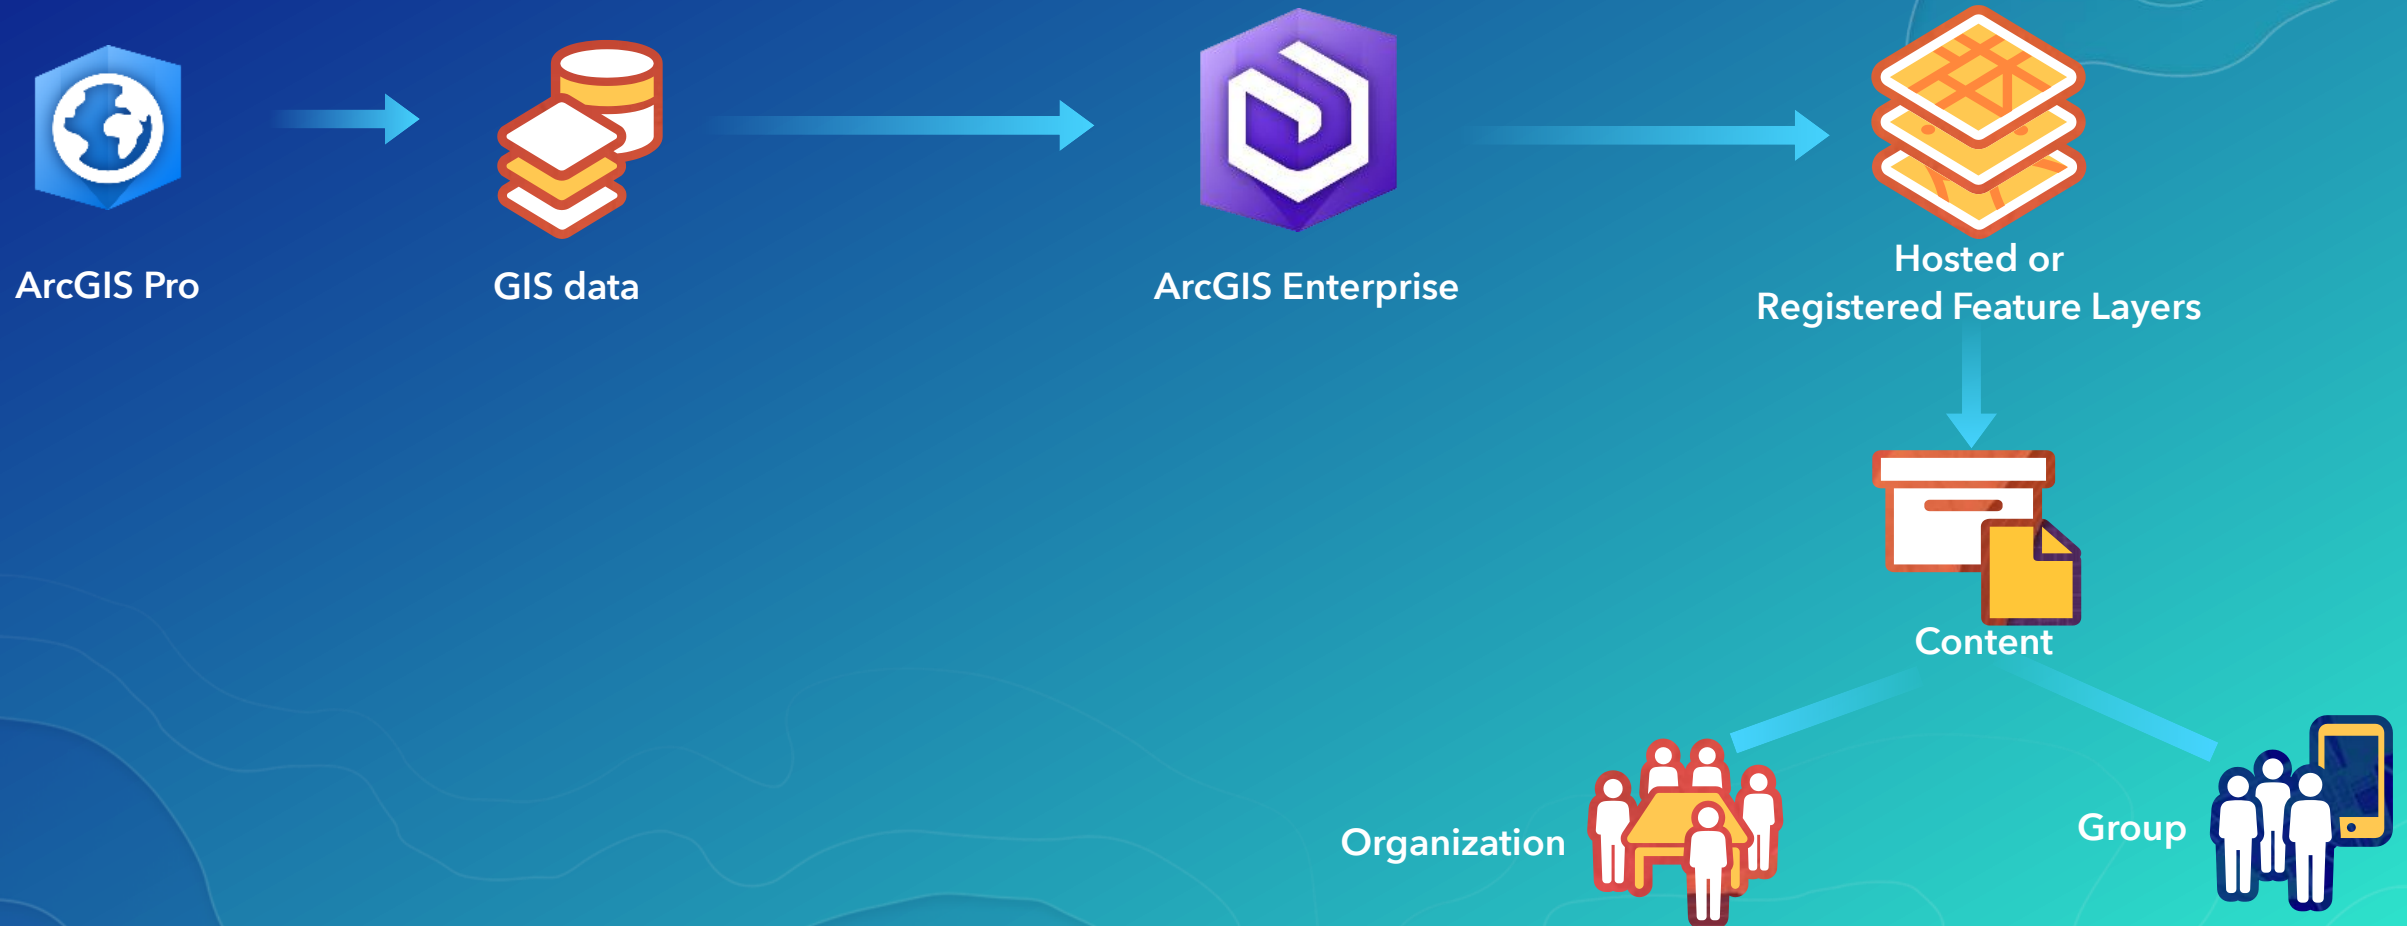 ArcGIS Pro
GIS data
ArcGIS Enterprise
Hosted or
Registered Feature Layers
Content
Organization
Group